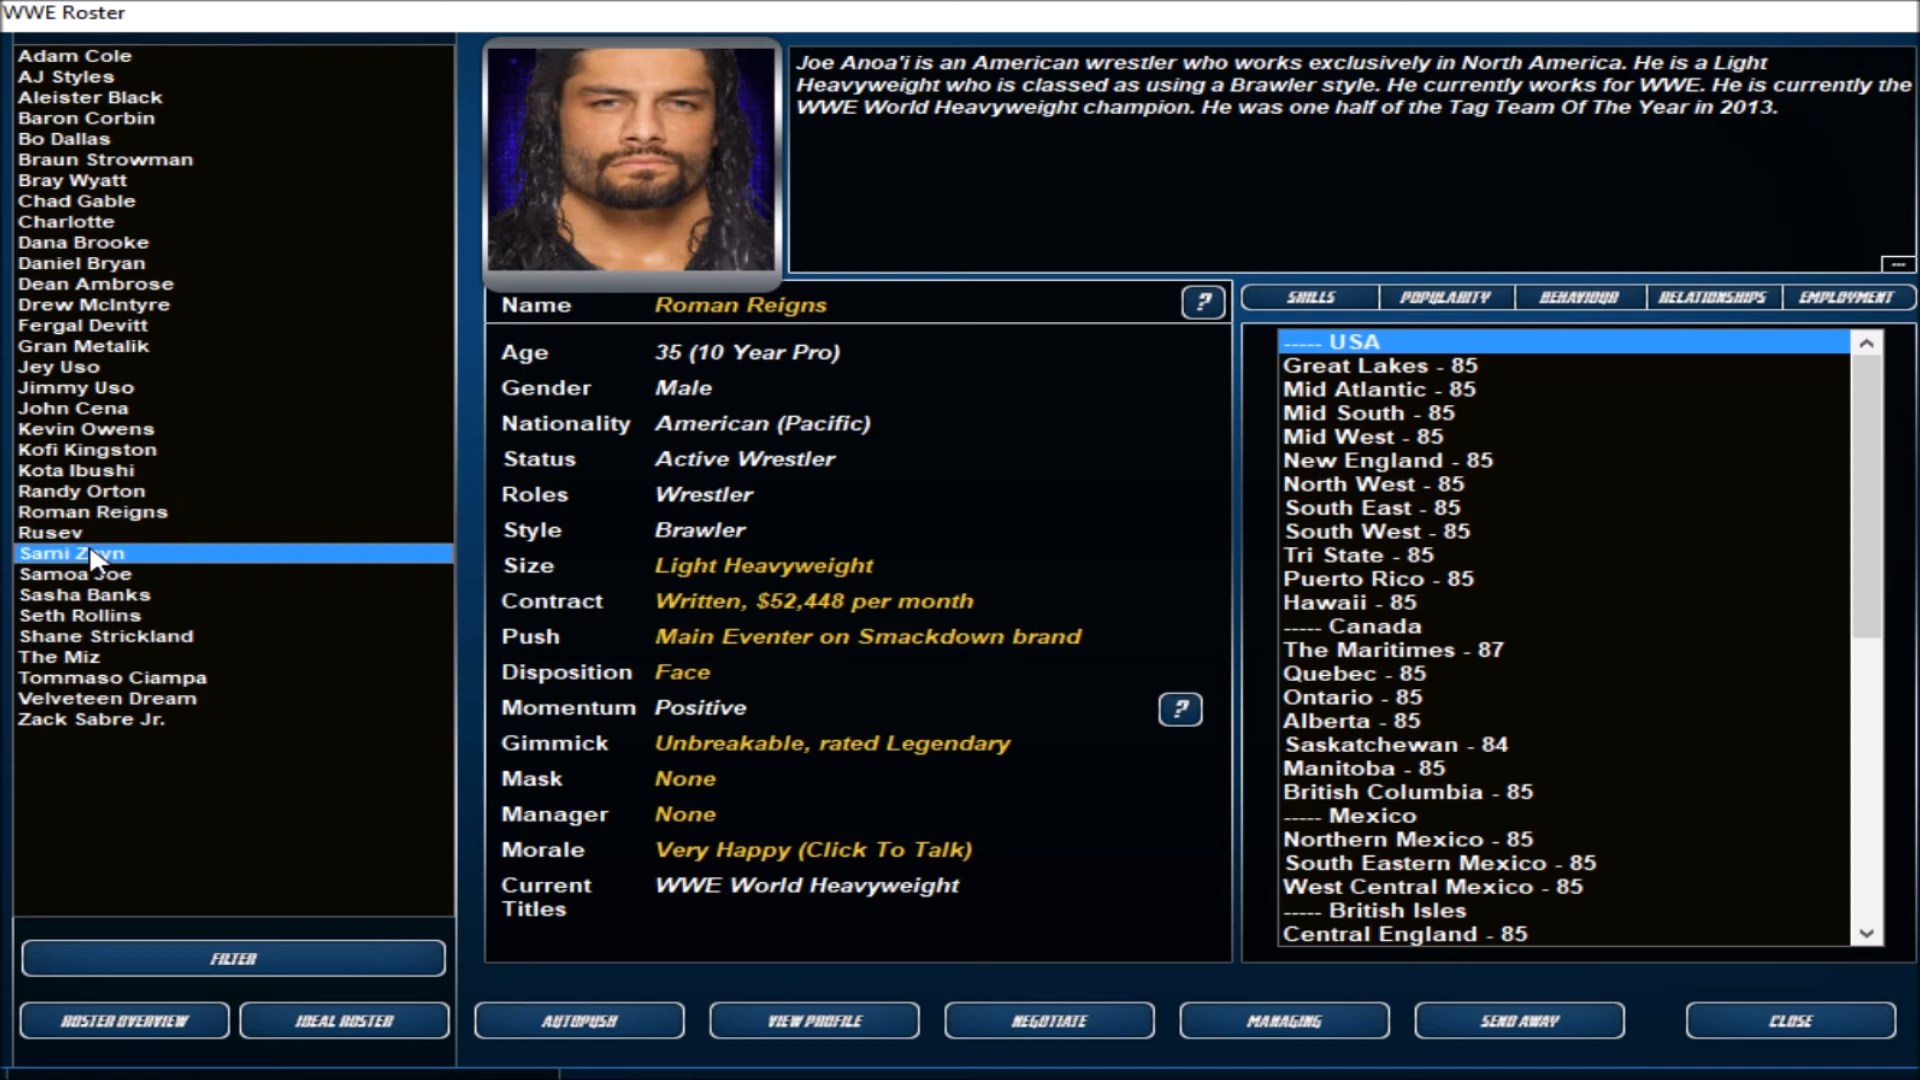 WWE Roster
Adam Cole
AJ Styles
Aleister Black
Baron Corbin
Bo Dallas
Braun Strowman
Bray Wyatt
Chad Gable
Charlotte
Dana Brooke
Daniel Bryan
Dean Ambrose
Drew McIntyre
Fergal Devitt
Gran Metalik
Jey Uso
Jimmy Uso
John Cena
Kevin Owens
Kofi Kingston
Kota Ibushi
Randy Orton
Roman Reigns
Rusev
Sami Zayn
Samoa Joe
Sasha Banks
Seth Rollins
Shane Strickland
The Miz
Tommaso Ciampa
Velveteen Dream
Zack Sabre Jr.
FILTER
ROSTER OVERVIEW
IDEAL ROSTER
Joe Anoa'i is an American wrestler who works exclusively in North America. He is a Light
Heavyweight who is classed as using a Brawler style. He currently works for WWE. He is currently the
WWE World Heavyweight champion. He was one half of the Tag Team Of The Year in 2013.
...
Name Roman Reigns ?
Age 35 (10 Year Pro)
Gender Male
Nationality American (Pacific)
Status Active Wrestler
Roles Wrestler
Style Brawler
Size Light Heavyweight
Contract Written, $52,448 per month
Push Main Eventer on Smackdown brand
Disposition Face
Momentum Positive ?
Gimmick Unbreakable, rated Legendary
Mask None
Manager None
Morale Very Happy (Click To Talk)
Current WWE World Heavyweight
Titles
SKILLS POPULARITY BEHAVIOUR RELATIONSHIPS EMPLOYMENT
----- USA
Great Lakes - 85
Mid Atlantic - 85
Mid South - 85
Mid West - 85
New England - 85
North West - 85
South East - 85
South West - 85
Tri State - 85
Puerto Rico - 85
Hawaii - 85
----- Canada
The Maritimes - 87
Quebec - 85
Ontario - 85
Alberta - 85
Saskatchewan - 84
Manitoba - 85
British Columbia - 85
----- Mexico
Northern Mexico - 85
South Eastern Mexico - 85
West Central Mexico - 85
----- British Isles
Central England - 85
AUTOPUSH
VIEW PROFILE
NEGOTIATE
MANAGING
SEND AWAY
CLOSE